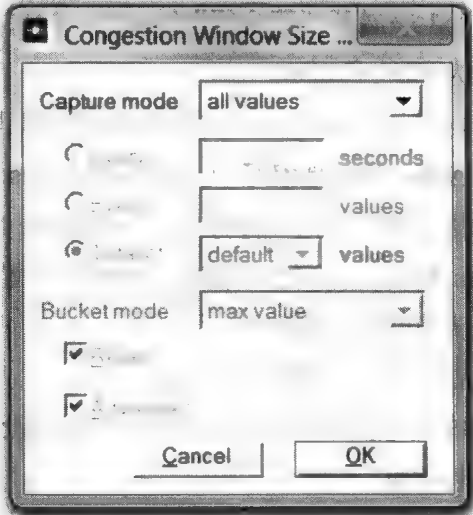 Congestion Window Size ...
Capture mode all values
seconds
values
default values
Bucket mode max value
Cancel OK